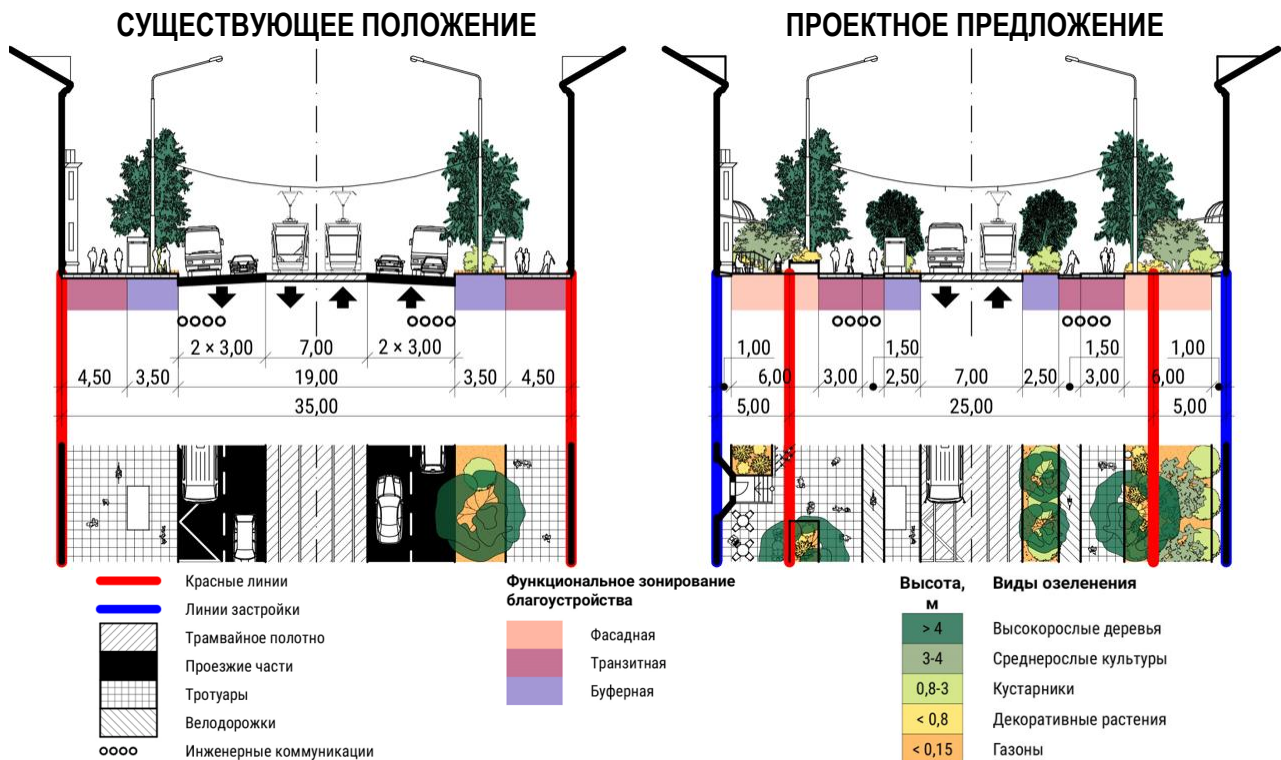 СУЩЕСТВУЮЩЕЕ ПОЛОЖЕНИЕ
2 × 3,00 7,00 2 × 3,00
4,50 3,50 19,00 3,50 4,50
35,00
ПРОЕКТНОЕ ПРЕДЛОЖЕНИЕ
1,00 1,50 1,50 1,00
6,00 3,00 2,50 7,00 2,50 3,00 6,00
5,00 25,00 5,00
Красные линии
Линии застройки
Трамвайное полотно
Проезжие части
Тротуары
Велодорожки
Инженерные коммуникации
Функциональное зонирование
благоустройства
Фасадная
Транзитная
Буферная
Высота,
м
Виды озеленения
> 4 Высокорослые деревья
3-4 Среднерослые культуры
0,8-3 Кустарники
< 0,8 Декоративные растения
< 0,15 Газоны